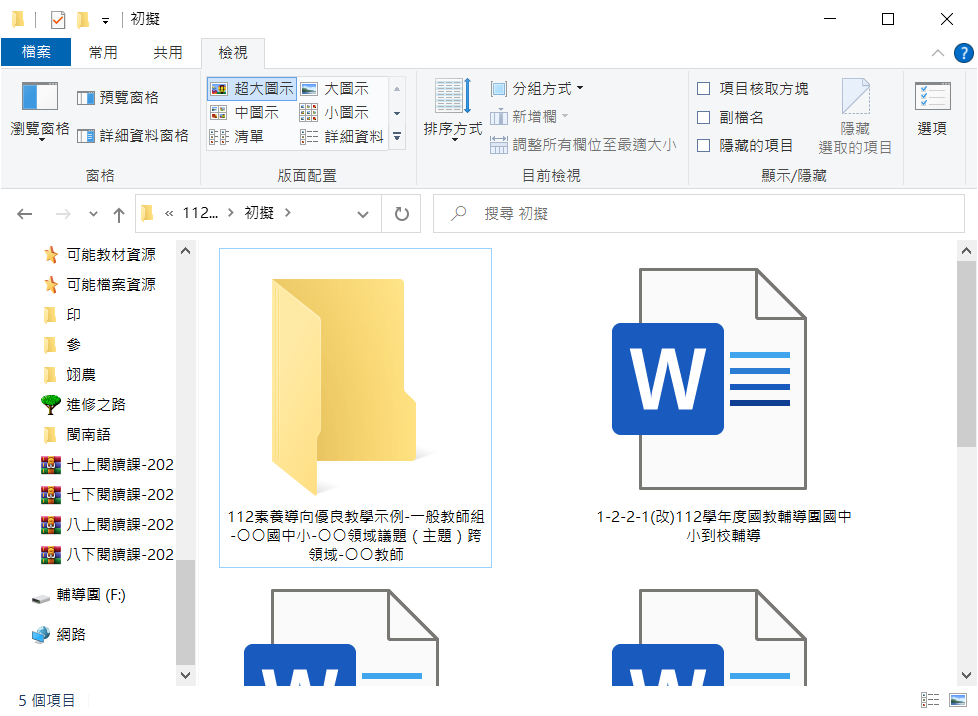 初擬
檔案
常用
共用
檢視
瀏覽窗格
預覽窗格
詳細資料窗格
窗格
超大圖示
大圖示
中圖示
小圖示
清單
詳細資料
版面配置
排序方式
分組方式
新增欄
調整所有欄位至最適大小
目前檢視
項目核取方塊
副檔名
隱藏的項目
隱藏
選取的項目
顯示/隱藏
選項
« 112... > 初擬 >
搜尋 初擬
可能教材資源
可能檔案資源
印
參
翊農
進修之路
閩南語
七上閱讀課-202
七下閱讀課-202
八上閱讀課-202
八下閱讀課-202
輔導團 (F:)
網路
112素養導向優良教學示例-一般教師組
-〇〇國中小-〇〇領域議題(主題)跨
領域-〇〇教師
W
1-2-2-1(改)112學年度國教輔導團國中
小到校輔導
W
W
5 個項目